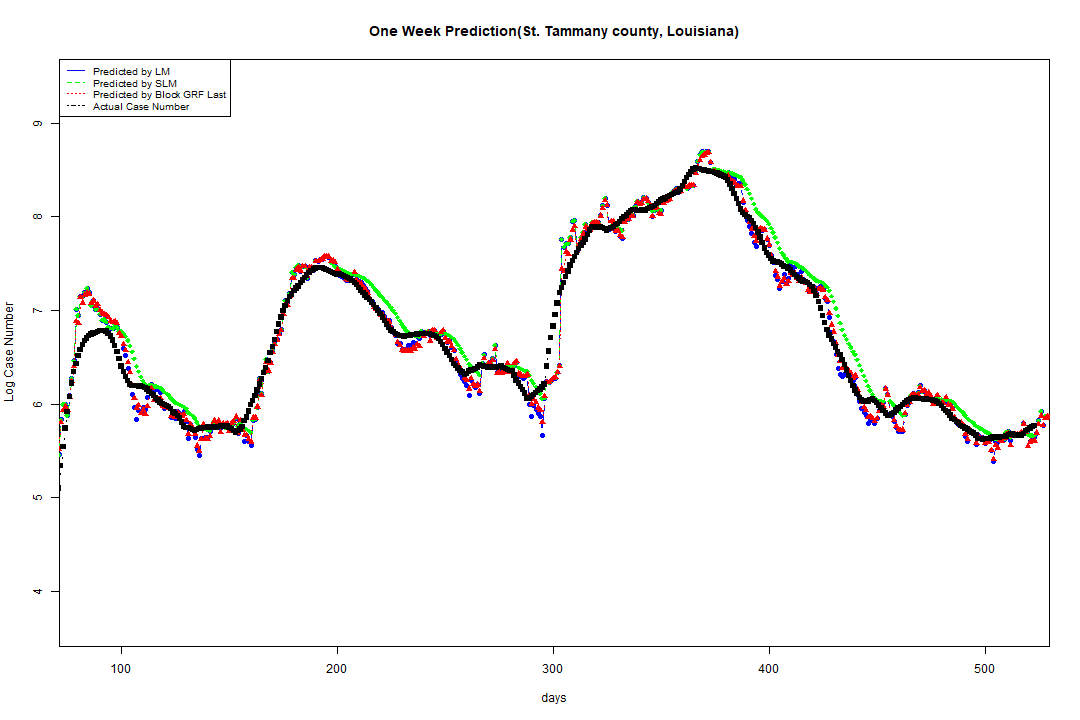 One Week Prediction(St. Tammany county, Louisiana)
Predicted by LM
Predicted by SLM
Predicted by Block GRF Last
Actual Case Number
9
8
7
6
5
4
Log Case Number
100 200 300 400 500
days